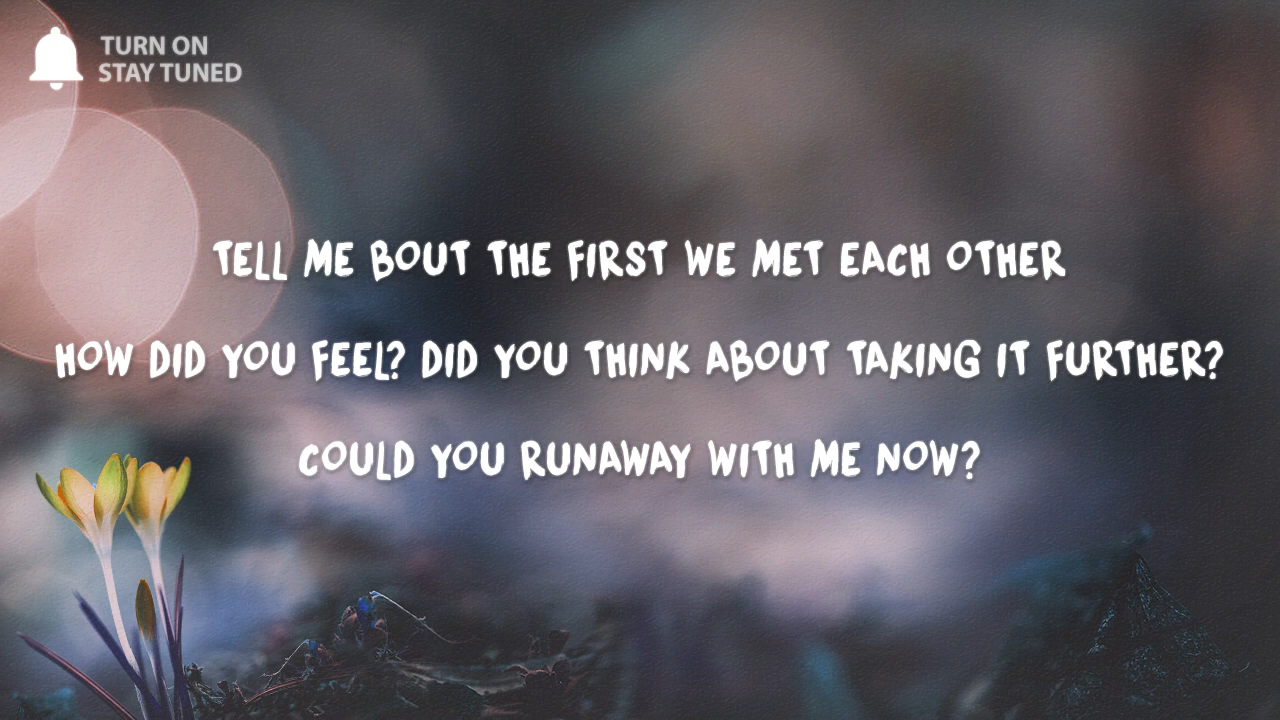 TURN ON
STAY TUNED
TELL ME BOUT THE FIRST WE MET EACH OTHER
HOW DID YOU FEEL? DID YOU THINK ABOUT TAKING IT FURTHER?
COULD YOU RUNAWAY WITH ME NOW?